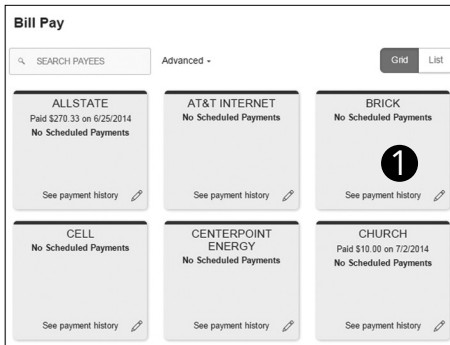 Bill Pay
SEARCH PAYEES
Advanced -
Grid
List
ALLSTATE
Paid $270.33 on 6/25/2014
No Scheduled Payments
See payment history
AT&T INTERNET
No Scheduled Payments
See payment history
BRICK
No Scheduled Payments
1
See payment history
CELL
No Scheduled Payments
See payment history
CENTERPOINT
ENERGY
No Scheduled Payments
See payment history
CHURCH
Paid $10.00 on 7/2/2014
No Scheduled Payments
See payment history